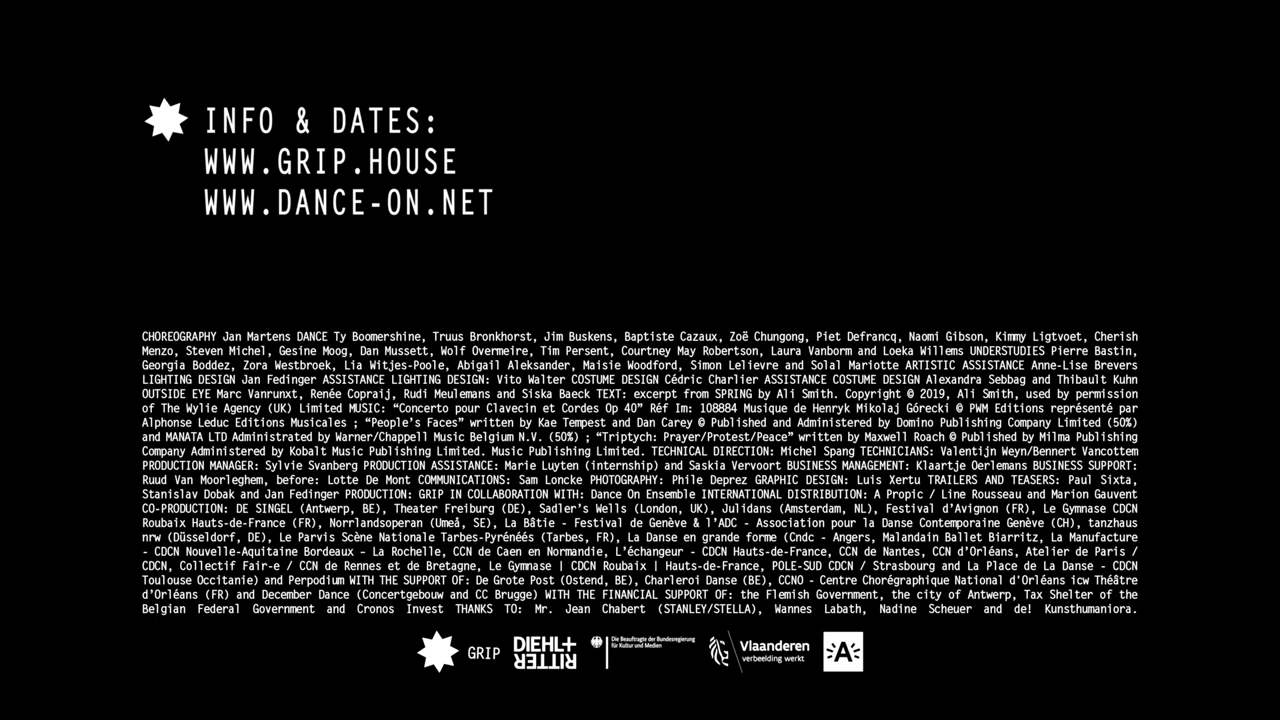 INFO & DATES:
WWW.GRIP.HOUSE
WWW.DANCE-ON.NET
CHOREOGRAPHY Jan Martens DANCE Ty Boomershine, Truus Bronkhorst, Jim Buskens, Baptiste Cazaux, Zoë Chungong, Piet Defrancq, Naomi Gibson, Kimmy Ligtvoet, Cherish
Menzo, Steven Michel, Gesine Moog, Dan Mussett, Wolf Overmeire, Tim Persent, Courtney May Robertson, Laura Vanborm and Loeka Willems UNDERSTUDIES Pierre Bastin,
Georgia Boddez, Zora Westbroek, Lia Witjes-Poole, Abigail Aleksander, Maisie Woodford, Simon Lelievre and Solal Mariotte ARTISTIC ASSISTANCE Anne-Lise Brevers
LIGHTING DESIGN Jan Fedinger ASSISTANCE LIGHTING DESIGN: Vito Walter COSTUME DESIGN Cédric Charlier ASSISTANCE COSTUME DESIGN Alexandra Sebbag and Thibault Kuhn
OUTSIDE EYE Marc Vanrunxt, Renée Copraij, Rudi Meulemans and Siska Baeck TEXT: excerpt from SPRING by Ali Smith. Copyright © 2019, Ali Smith, used by permission
of The Wylie Agency (UK) Limited MUSIC: “Concerto pour Clavecin et Cordes Op 40” Réf Im: 108884 Musique de Henryk Mikolaj Górecki © PWM Editions représenté par
Alphonse Leduc Editions Musicales ; “People’s Faces” written by Kae Tempest and Dan Carey © Published and Administered by Domino Publishing Company Limited (50%)
and MANATA LTD Administrated by Warner/Chappell Music Belgium N.V. (50%) ; “Triptych: Prayer/Protest/Peace” written by Maxwell Roach © Published by Milma Publishing
Company Administered by Kobalt Music Publishing Limited. Music Publishing Limited. TECHNICAL DIRECTION: Michel Spang TECHNICIANS: Valentijn Weyn/Bennert Vancottem
PRODUCTION MANAGER: Sylvie Svanberg PRODUCTION ASSISTANCE: Marie Luyten (internship) and Saskia Vervoort BUSINESS MANAGEMENT: Klaartje Oerlemans BUSINESS SUPPORT:
Ruud Van Moorleghem, before: Lotte De Mont COMMUNICATIONS: Sam Loncke PHOTOGRAPHY: Phile Deprez GRAPHIC DESIGN: Luis Xertu TRAILERS AND TEASERS: Paul Sixta,
Stanislav Dobak and Jan Fedinger PRODUCTION: GRIP IN COLLABORATION WITH: Dance On Ensemble INTERNATIONAL DISTRIBUTION: A Propic / Line Rousseau and Marion Gauvent
CO-PRODUCTION: DE SINGEL (Antwerp, BE), Theater Freiburg (DE), Sadler’s Wells (London, UK), Julidans (Amsterdam, NL), Festival d’Avignon (FR), Le Gymnase CDCN
Roubaix Hauts-de-France (FR), Norrlandsoperan (Umeå, SE), La Bâtie - Festival de Genève & l’ADC - Association pour la Danse Contemporaine Genève (CH), tanzhaus
nrw (Düsseldorf, DE), Le Parvis Scène Nationale Tarbes-Pyrénéés (Tarbes, FR), La Danse en grande forme (Cndc - Angers, Malandain Ballet Biarritz, La Manufacture
- CDCN Nouvelle-Aquitaine Bordeaux - La Rochelle, CCN de Caen en Normandie, L’échangeur - CDCN Hauts-de-France, CCN de Nantes, CCN d’Orléans, Atelier de Paris /
CDCN, Collectif Fair-e / CCN de Rennes et de Bretagne, Le Gymnase | CDCN Roubaix | Hauts-de-France, POLE-SUD CDCN / Strasbourg and La Place de La Danse - CDCN
Toulouse Occitanie) and Perpodium WITH THE SUPPORT OF: De Grote Post (Ostend, BE), Charleroi Danse (BE), CCNO - Centre Chorégraphique National d'Orléans icw Théâtre
d’Orléans (FR) and December Dance (Concertgebouw and CC Brugge) WITH THE FINANCIAL SUPPORT OF: the Flemish Government, the city of Antwerp, Tax Shelter of the
Belgian Federal Government and Cronos Invest THANKS TO: Mr. Jean Chabert (STANLEY/STELLA), Wannes Labath, Nadine Scheuer and de! Kunsthumaniora.
GRIP
DIEHL+
RITTER
Die Beauftragte der Bundesregierung
für Kultur und Medien
Vlaanderen
verbeelding werkt
A